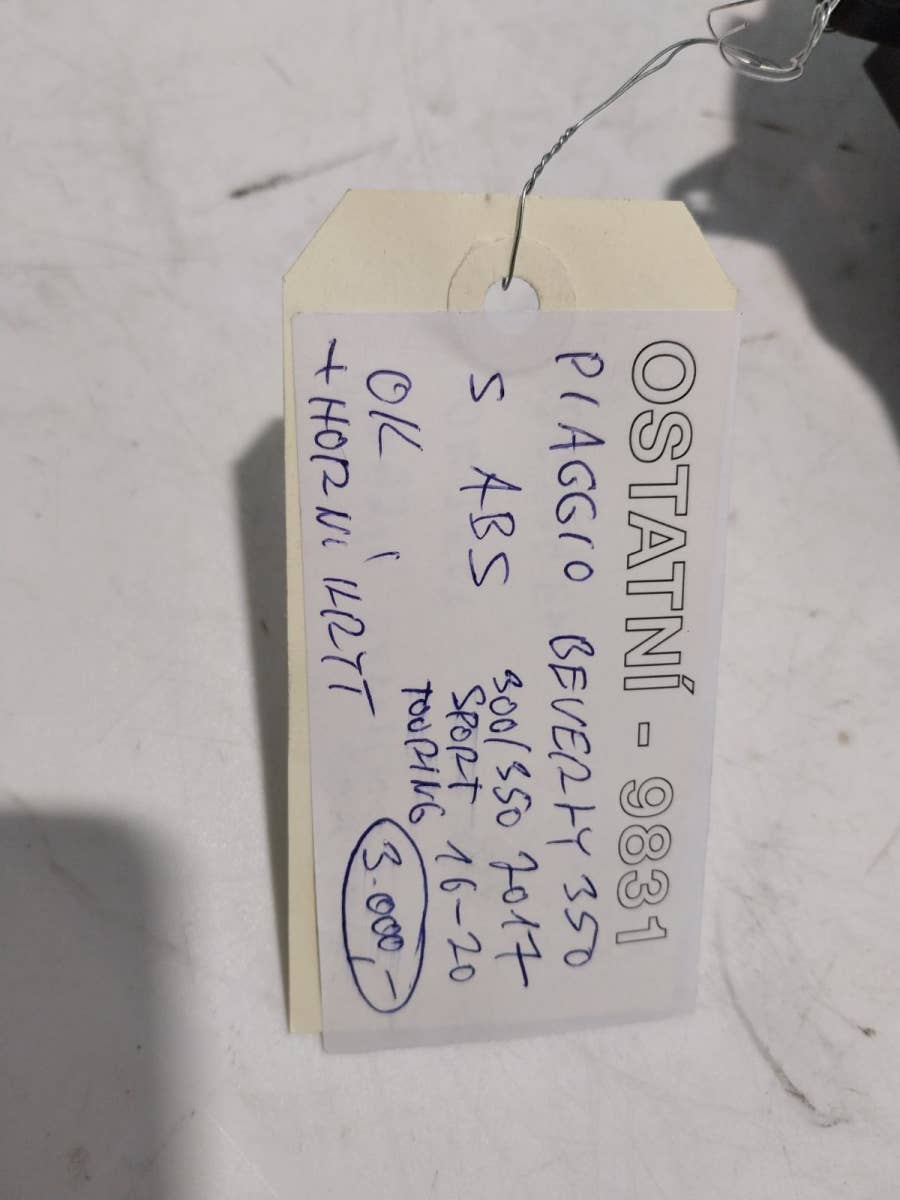 OSTATNÍ - 9831
PIAGGIO BEVERLY 350
S ABS 300/350 2017
SPORT 16-20
TOURING
OK
+ HORNÍ KRYT
3.000,-